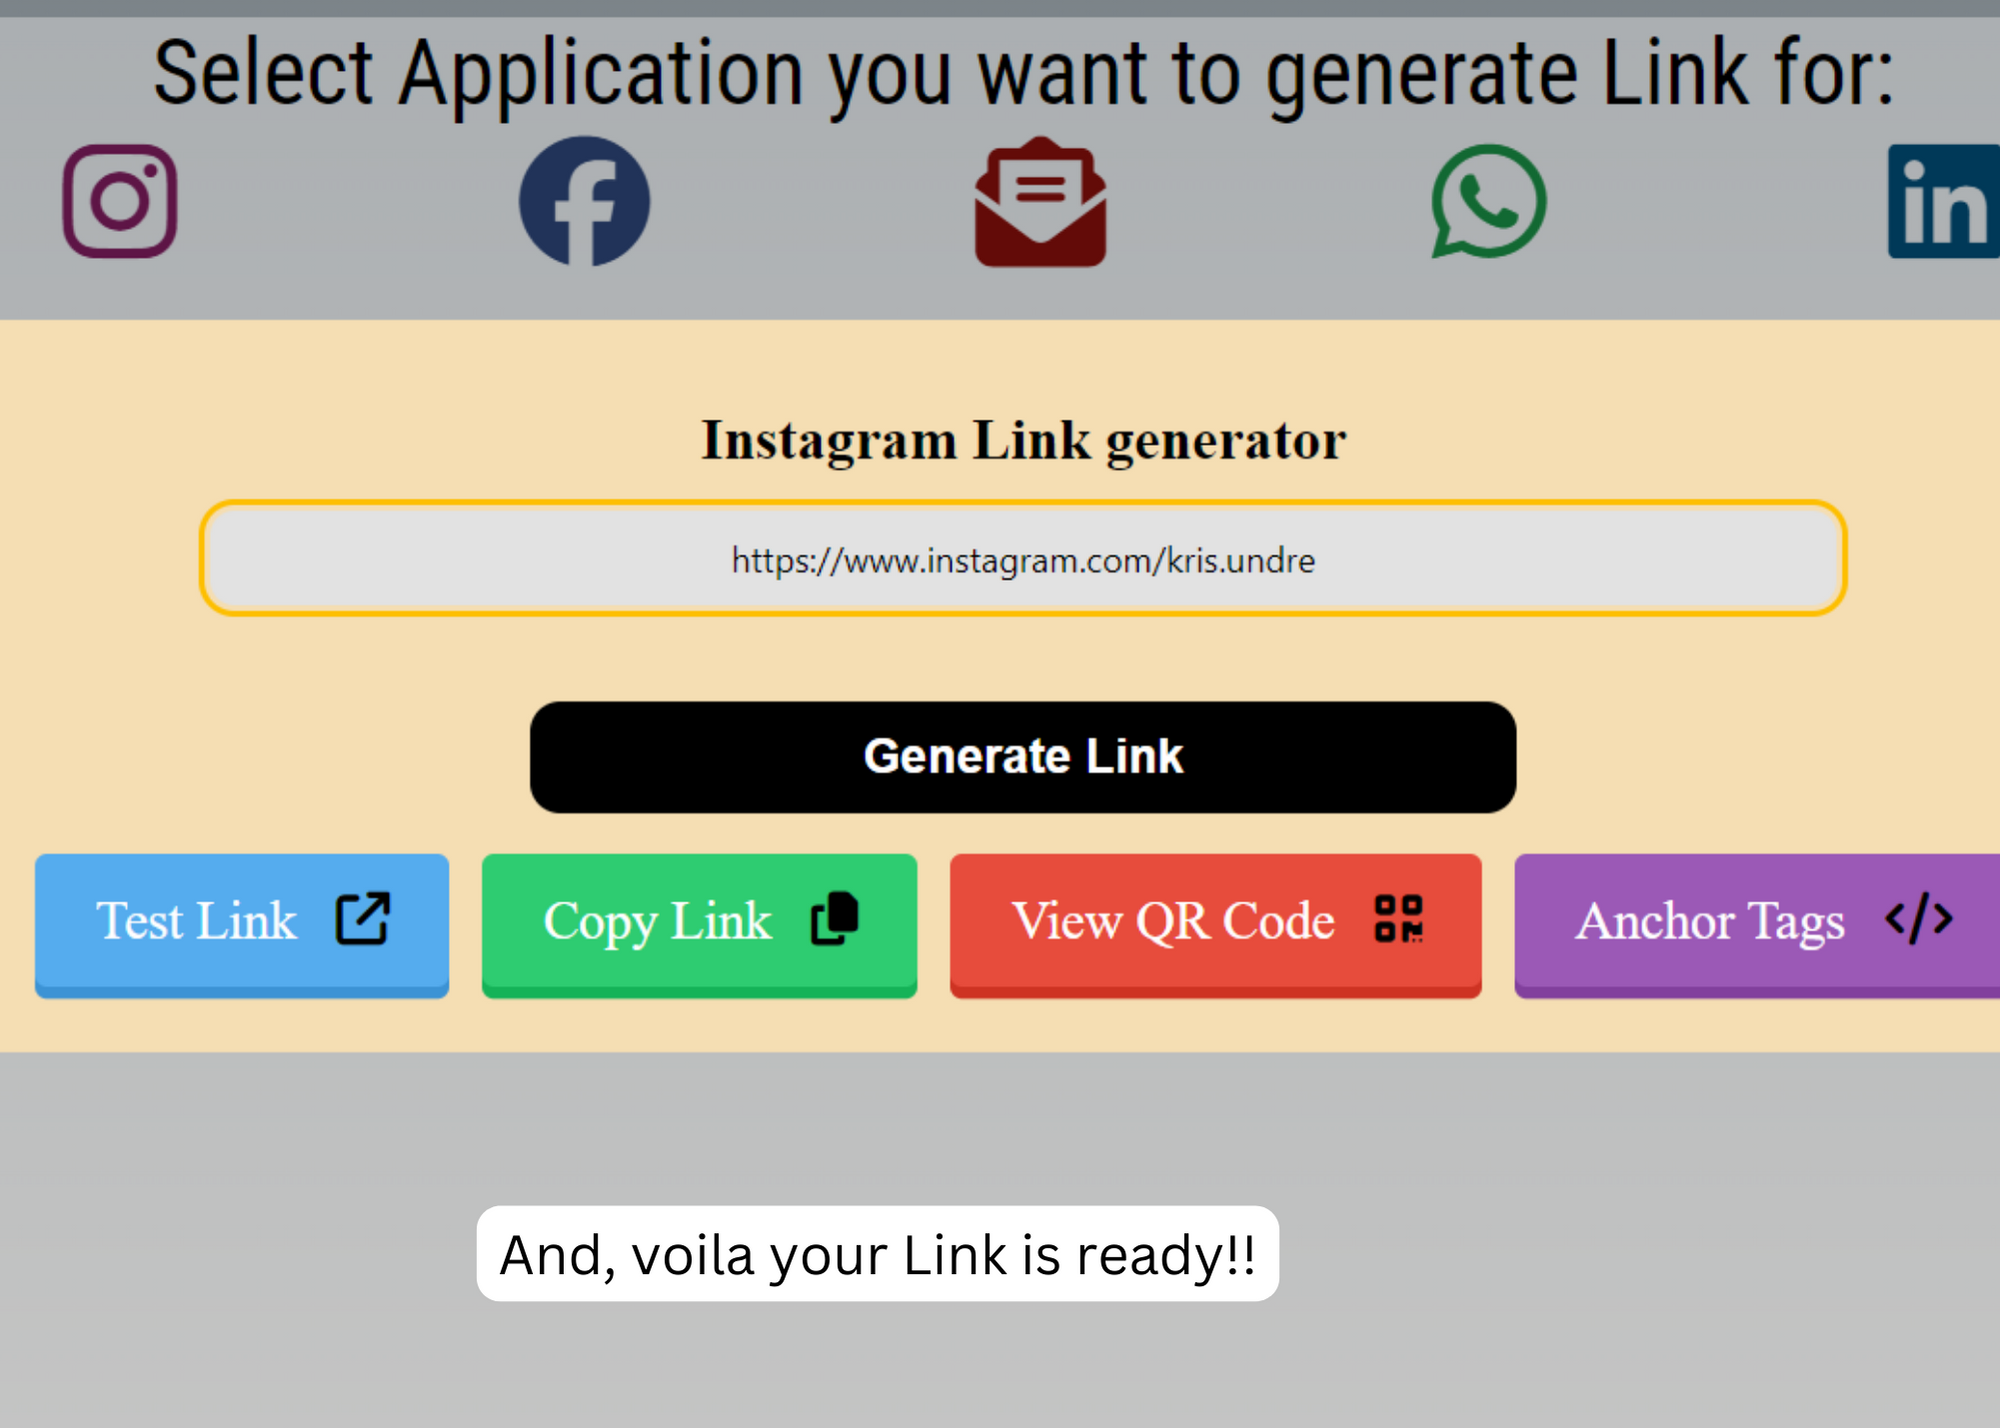 Select Application you want to generate Link for:
in
Instagram Link generator
https://www.instagram.com/kris.undre
Generate Link
Test Link
Copy Link
View QR Code
Anchor Tags </>
And, voila your Link is ready!!